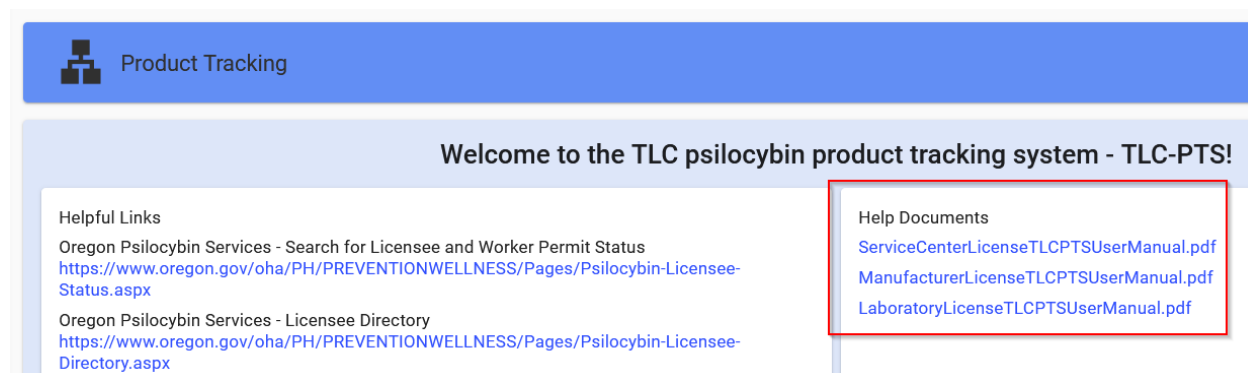 Product Tracking
Welcome to the TLC psilocybin product tracking system - TLC-PTS!
Helpful Links
Oregon Psilocybin Services - Search for Licensee and Worker Permit Status
https://www.oregon.gov/oha/PH/PREVENTIONWELLNESS/Pages/Psilocybin-Licensee-
Status.aspx
Oregon Psilocybin Services - Licensee Directory
https://www.oregon.gov/oha/PH/PREVENTIONWELLNESS/Pages/Psilocybin-Licensee-
Directory.aspx
Help Documents
ServiceCenterLicenseTLCPTSUserManual.pdf
ManufacturerLicenseTLCPTSUserManual.pdf
LaboratoryLicenseTLCPTSUserManual.pdf